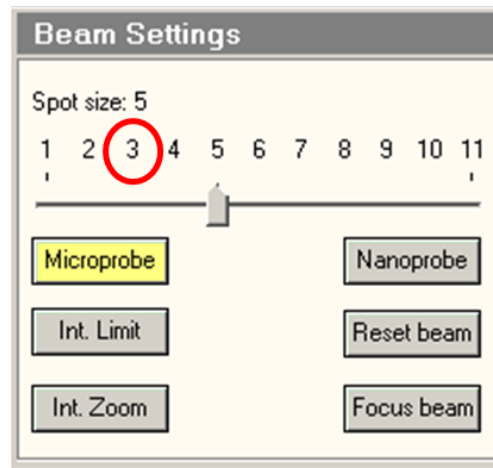 Beam Settings
Spot size: 5
1 2 3 4 5 6 7 8 9 10 11
Microprobe Nanoprobe
Int. Limit Reset beam
Int. Zoom Focus beam